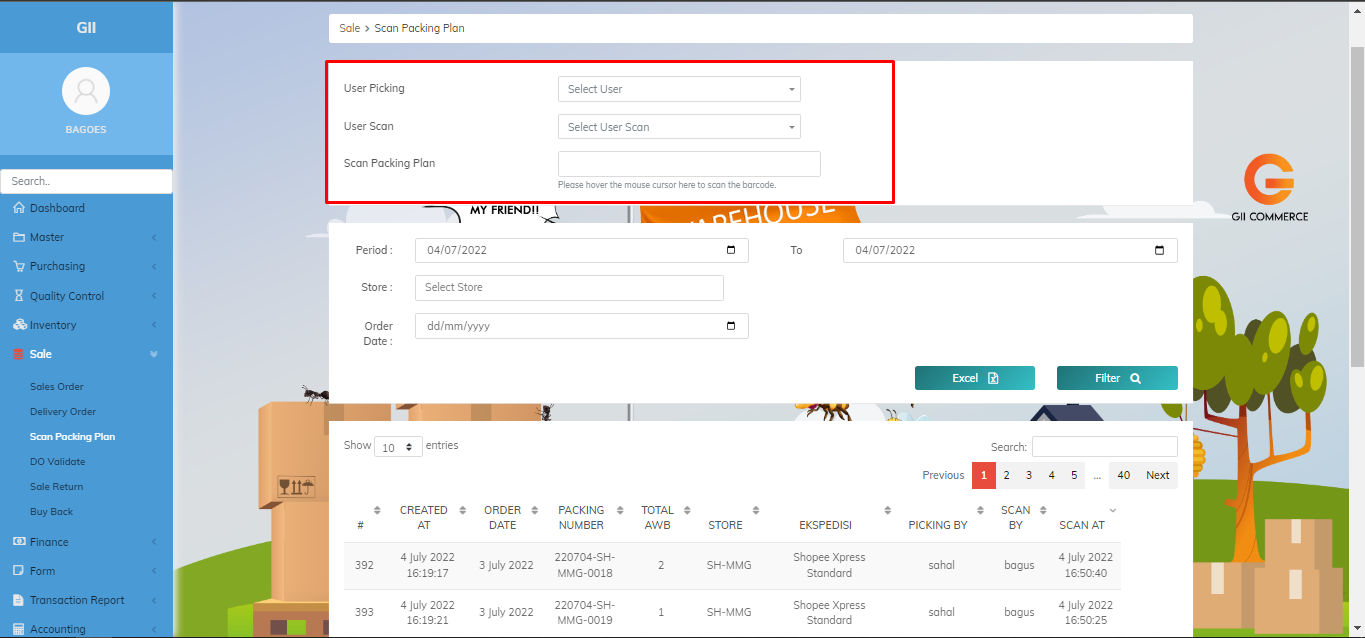 GII
BAGOES
Search..
Dashboard
Master
Purchasing
Quality Control
Inventory
Sale
Sales Order
Delivery Order
Scan Packing Plan
DO Validate
Sale Return
Buy Back
Finance
Form
Transaction Report
Accounting
Sale > Scan Packing Plan
User Picking Select User
User Scan Select User Scan
Scan Packing Plan
Please hover the mouse cursor here to scan the barcode.
GII COMMERCE
MY FRIEND!!
WAREHOUSE
Period : 04/07/2022 To 04/07/2022
Store : Select Store
Order Date : dd/mm/yyyy
Excel Filter
Show 10 entries
Search:
Previous 1 2 3 4 5 ... 40 Next
# CREATED AT ORDER DATE PACKING NUMBER TOTAL AWB STORE EKSPEDISI PICKING BY SCAN BY SCAN AT
392 4 July 2022 16:19:17 3 July 2022 220704-SH-MMG-0018 2 SH-MMG Shopee Xpress Standard sahal bagus 4 July 2022 16:50:40
393 4 July 2022 16:19:21 3 July 2022 220704-SH-MMG-0019 1 SH-MMG Shopee Xpress Standard sahal bagus 4 July 2022 16:50:25